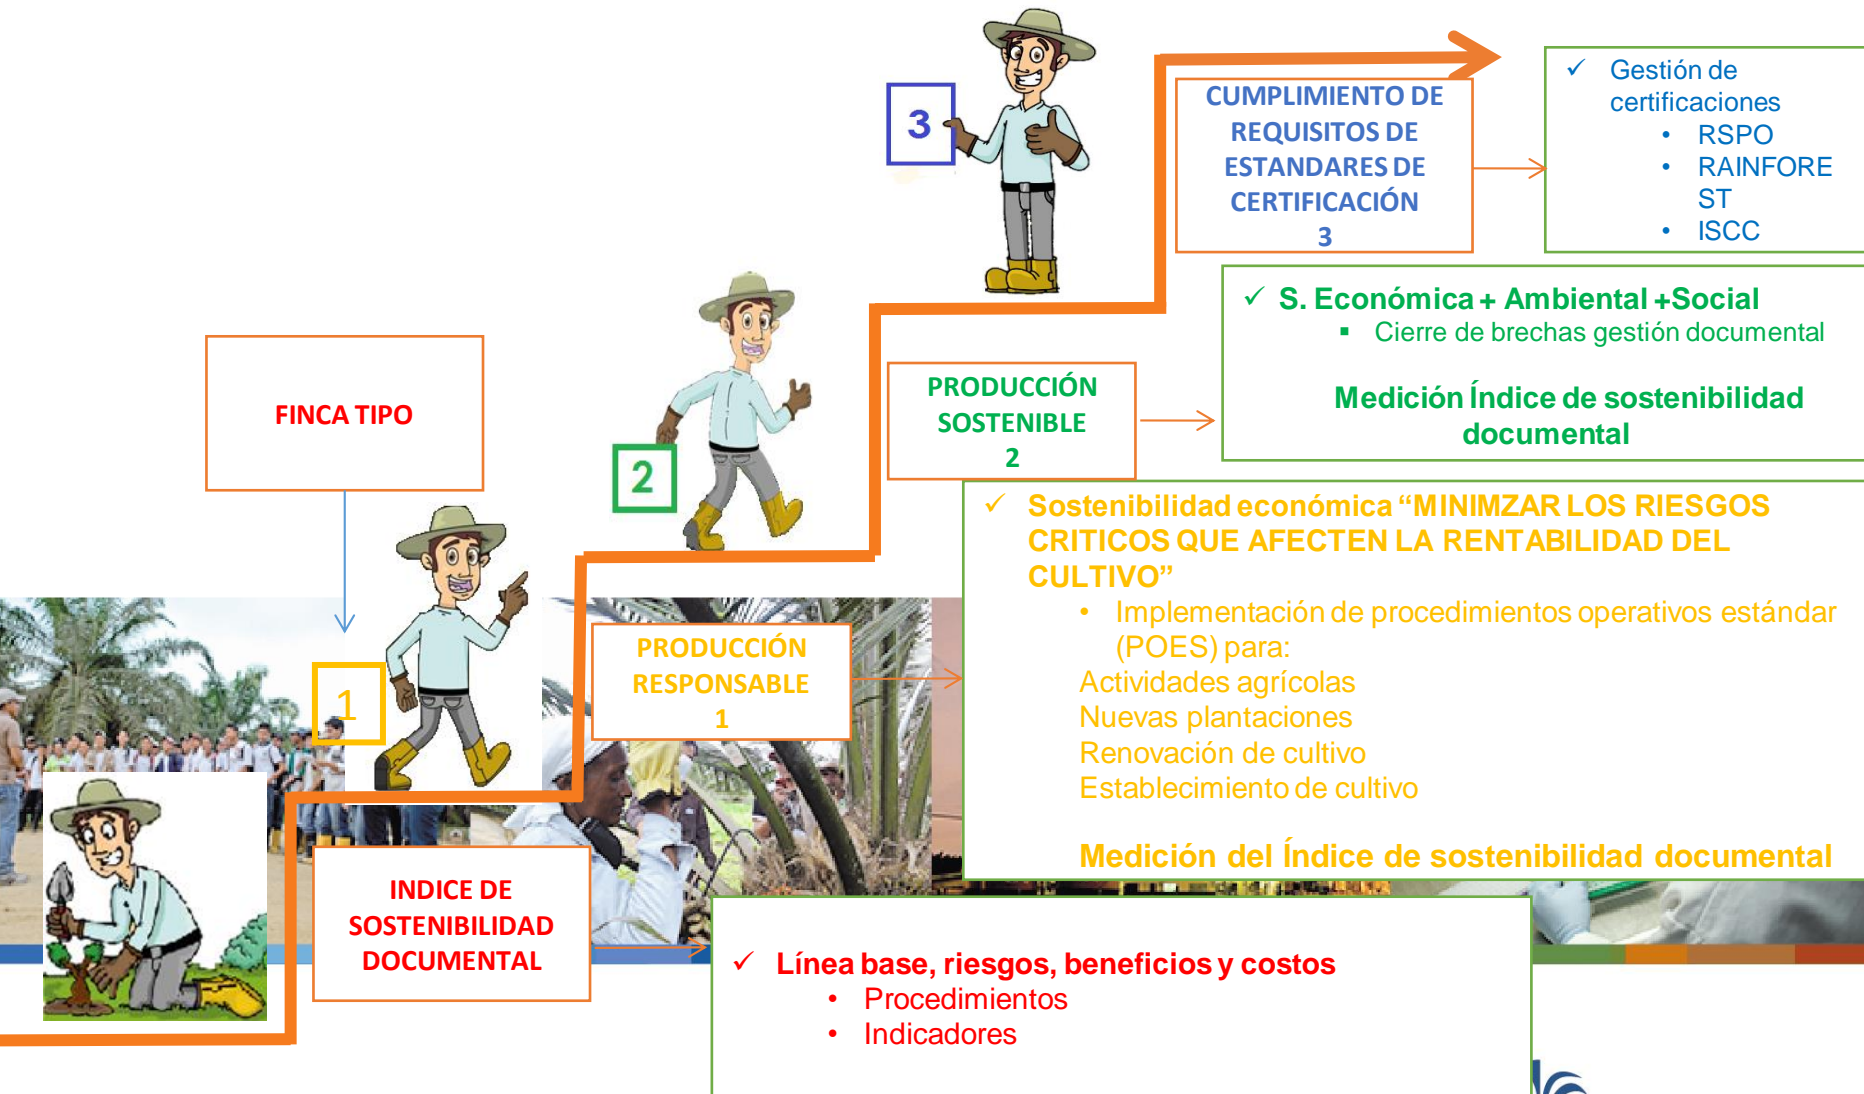 3
CUMPLIMIENTO DE
REQUISITOS DE
ESTANDARES DE
CERTIFICACIÓN
3
✓ Gestión de
certificaciones
• RSPO
• RAINFORE
ST
• ISCC
2
PRODUCCIÓN
SOSTENIBLE
2
✓ S. Económica + Ambiental +Social
▪ Cierre de brechas gestión documental
Medición Índice de sostenibilidad
documental
FINCA TIPO
1
PRODUCCIÓN
RESPONSABLE
1
✓ Sostenibilidad económica “MINIMZAR LOS RIESGOS
CRITICOS QUE AFECTEN LA RENTABILIDAD DEL
CULTIVO”
• Implementación de procedimientos operativos estándar
(POES) para:
Actividades agrícolas
Nuevas plantaciones
Renovación de cultivo
Establecimiento de cultivo
Medición del Índice de sostenibilidad documental
INDICE DE
SOSTENIBILIDAD
DOCUMENTAL
✓ Línea base, riesgos, beneficios y costos
• Procedimientos
• Indicadores